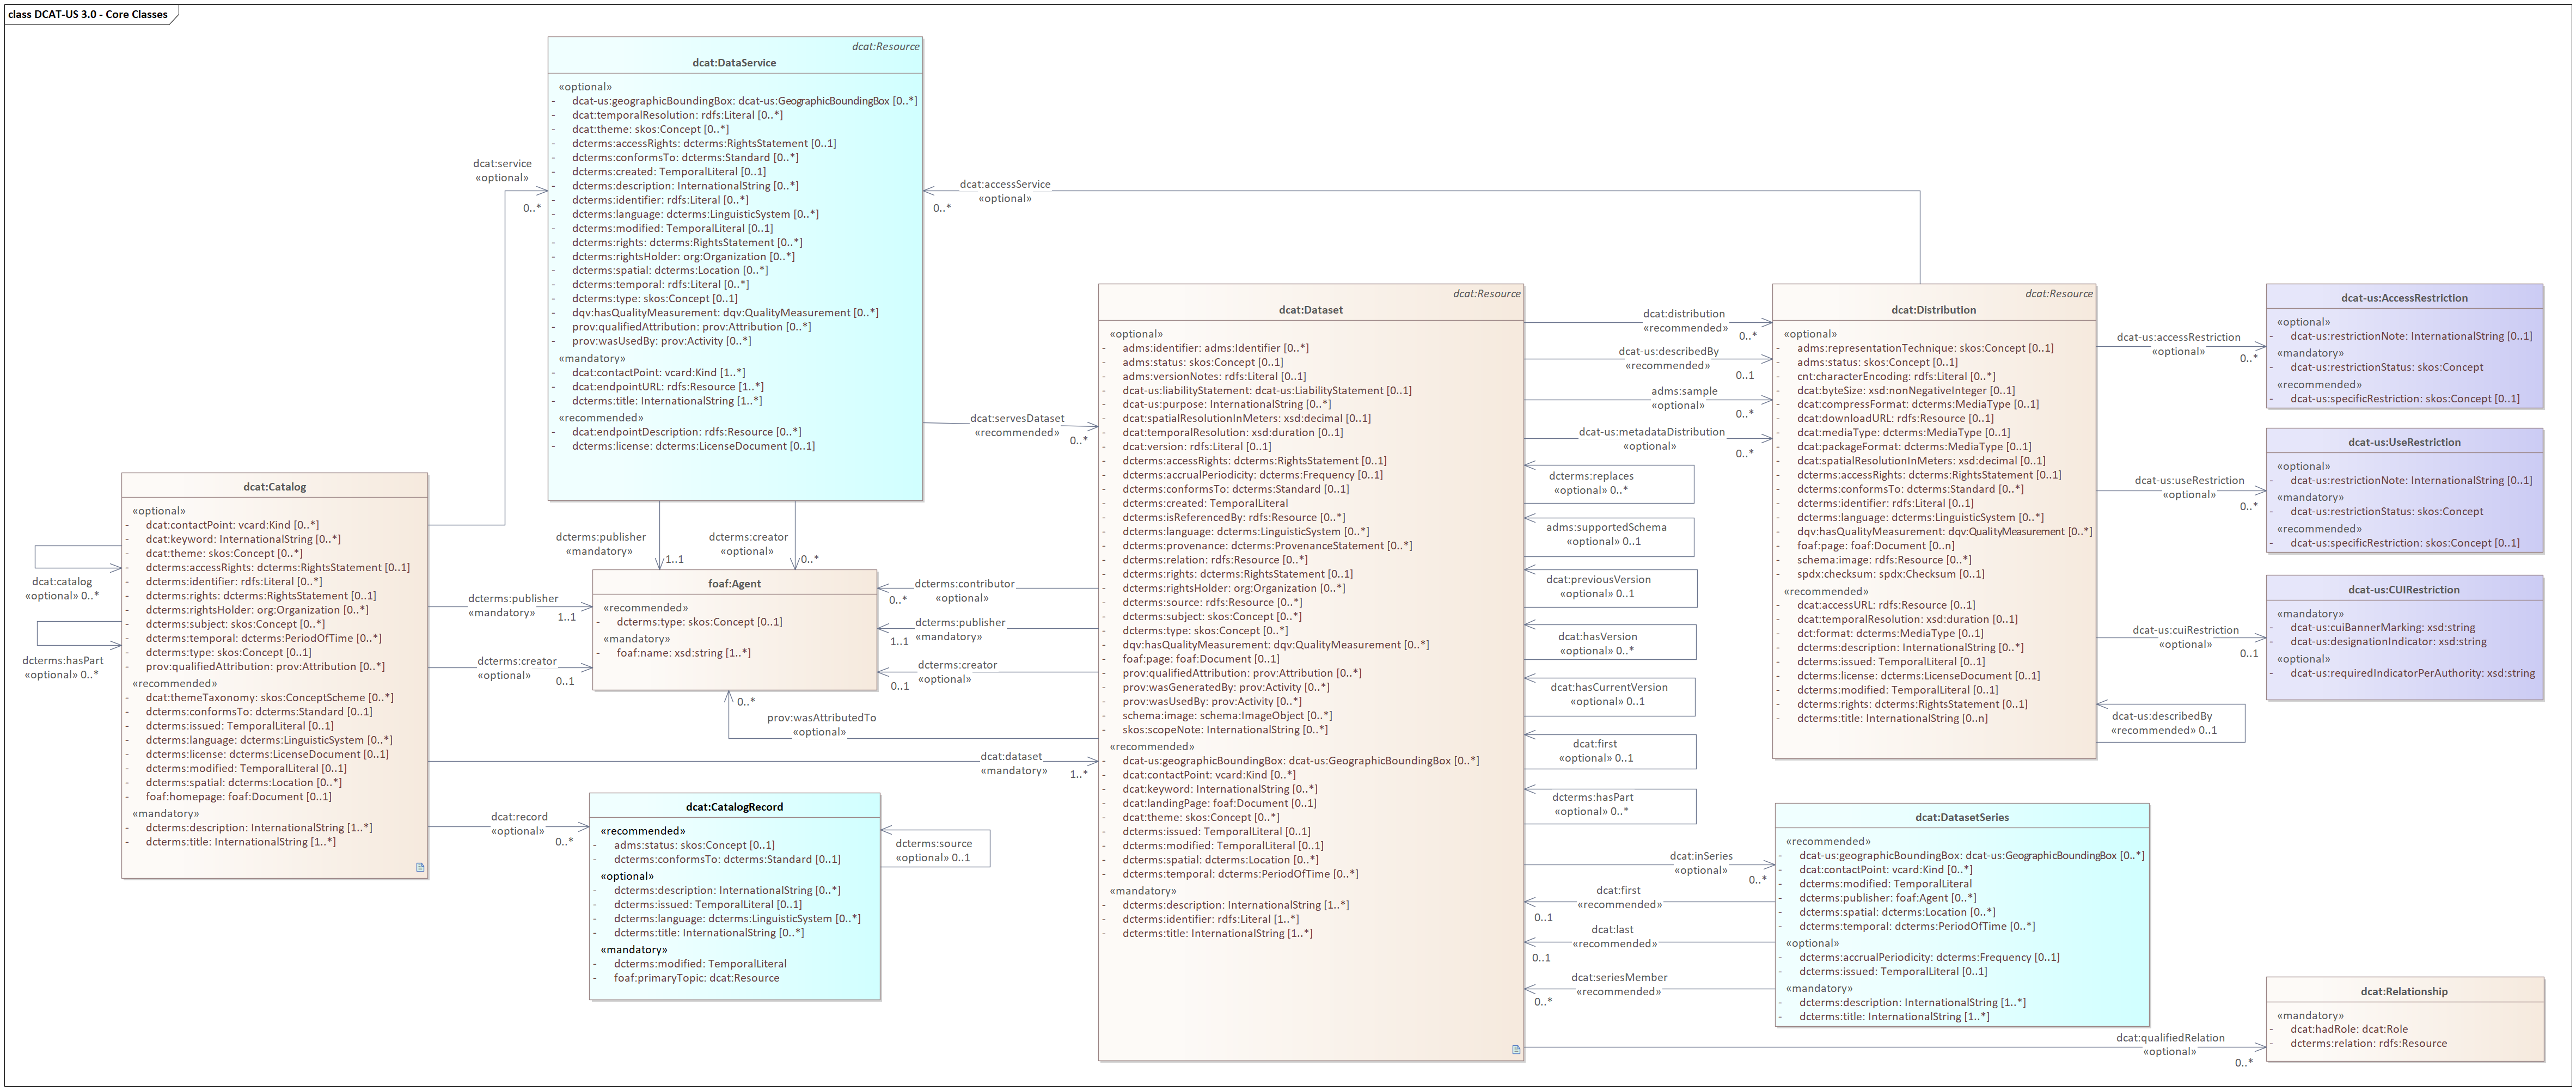 class DCAT-US 3.0 - Core Classes
dcat:Resource
dcat:DataService
«optional»
- dcat-us:geographicBoundingBox: dcat-us:GeographicBoundingBox [0..*]
- dcat:temporalResolution: rdfs:Literal [0..*]
- dcat:theme: skos:Concept [0..*]
- dcterms:accessRights: dcterms:RightsStatement [0..1]
- dcterms:conformsTo: dcterms:Standard [0..*]
- dcterms:created: TemporalLiteral [0..1]
- dcterms:description: InternationalString [0..*]
- dcterms:identifier: rdfs:Literal [0..*]
- dcterms:language: dcterms:LinguisticSystem [0..*]
- dcterms:modified: TemporalLiteral [0..1]
- dcterms:rights: dcterms:RightsStatement [0..*]
- dcterms:rightsHolder: org:Organization [0..*]
- dcterms:spatial: dcterms:Location [0..*]
- dcterms:temporal: rdfs:Literal [0..*]
- dcterms:type: skos:Concept [0..1]
- dqv:hasQualityMeasurement: dqv:QualityMeasurement [0..*]
- prov:qualifiedAttribution: prov:Attribution [0..*]
- prov:wasUsedBy: prov:Activity [0..*]
«mandatory»
- dcat:contactPoint: vcard:Kind [1..*]
- dcat:endpointURL: rdfs:Resource [1..*]
- dcterms:title: InternationalString [1..*]
«recommended»
- dcat:endpointDescription: rdfs:Resource [0..*]
- dcterms:license: dcterms:LicenseDocument [0..1]
dcat:service
«optional»
0..*
dcat:accessService
«optional»
0..*
dcat:servesDataset
«recommended»
0..*
dcterms:publisher
«mandatory»
1..1
dcterms:creator
«optional»
0..*
dcat:Catalog
«optional»
- dcat:contactPoint: vcard:Kind [0..*]
- dcat:keyword: InternationalString [0..*]
- dcat:theme: skos:Concept [0..*]
- dcterms:accessRights: dcterms:RightsStatement [0..1]
- dcterms:identifier: rdfs:Literal [0..*]
- dcterms:rights: dcterms:RightsStatement [0..1]
- dcterms:rightsHolder: org:Organization [0..*]
- dcterms:subject: skos:Concept [0..*]
- dcterms:temporal: dcterms:PeriodOfTime [0..*]
- dcterms:type: skos:Concept [0..1]
- prov:qualifiedAttribution: prov:Attribution [0..*]
«recommended»
- dcat:themeTaxonomy: skos:ConceptScheme [0..*]
- dcterms:conformsTo: dcterms:Standard [0..1]
- dcterms:issued: TemporalLiteral [0..1]
- dcterms:language: dcterms:LinguisticSystem [0..*]
- dcterms:license: dcterms:LicenseDocument [0..1]
- dcterms:modified: TemporalLiteral [0..1]
- dcterms:spatial: dcterms:Location [0..*]
- foaf:homepage: foaf:Document [0..1]
«mandatory»
- dcterms:description: InternationalString [1..*]
- dcterms:title: InternationalString [1..*]
dcat:catalog
«optional» 0..*
dcterms:hasPart
«optional» 0..*
dcterms:publisher
«mandatory»
1..1
dcterms:creator
«optional»
0..1
foaf:Agent
«recommended»
- dcterms:type: skos:Concept [0..1]
«mandatory»
- foaf:name: xsd:string [1..*]
dcterms:contributor
«optional»
0..*
dcterms:publisher
«mandatory»
1..1
dcterms:creator
«optional»
0..1
prov:wasAttributedTo
«optional»
0..*
dcat:dataset
«mandatory»
1..*
dcat:record
«optional»
0..*
dcat:CatalogRecord
«recommended»
- adms:status: skos:Concept [0..1]
- dcterms:conformsTo: dcterms:Standard [0..1]
«optional»
- dcterms:description: InternationalString [0..*]
- dcterms:issued: TemporalLiteral [0..1]
- dcterms:language: dcterms:LinguisticSystem [0..*]
- dcterms:title: InternationalString [0..*]
«mandatory»
- dcterms:modified: TemporalLiteral
- foaf:primaryTopic: dcat:Resource
dcterms:source
«optional» 0..1
dcat:Resource
dcat:Dataset
«optional»
- adms:identifier: adms:Identifier [0..*]
- adms:status: skos:Concept [0..1]
- adms:versionNotes: rdfs:Literal [0..1]
- dcat-us:liabilityStatement: dcat-us:LiabilityStatement [0..1]
- dcat-us:purpose: InternationalString [0..*]
- dcat:spatialResolutionInMeters: xsd:decimal [0..1]
- dcat:temporalResolution: xsd:duration [0..1]
- dcat:version: rdfs:Literal [0..1]
- dcterms:accessRights: dcterms:RightsStatement [0..1]
- dcterms:accrualPeriodicity: dcterms:Frequency [0..1]
- dcterms:conformsTo: dcterms:Standard [0..1]
- dcterms:created: TemporalLiteral
- dcterms:isReferencedBy: rdfs:Resource [0..*]
- dcterms:language: dcterms:LinguisticSystem [0..*]
- dcterms:provenance: dcterms:ProvenanceStatement [0..*]
- dcterms:relation: rdfs:Resource [0..*]
- dcterms:rights: dcterms:RightsStatement [0..1]
- dcterms:rightsHolder: org:Organization [0..*]
- dcterms:source: rdfs:Resource [0..*]
- dcterms:subject: skos:Concept [0..*]
- dcterms:type: skos:Concept [0..*]
- dqv:hasQualityMeasurement: dqv:QualityMeasurement [0..*]
- foaf:page: foaf:Document [0..1]
- prov:qualifiedAttribution: prov:Attribution [0..*]
- prov:wasGeneratedBy: prov:Activity [0..*]
- prov:wasUsedBy: prov:Activity [0..*]
- schema:image: schema:ImageObject [0..*]
- skos:scopeNote: InternationalString [0..*]
«recommended»
- dcat-us:geographicBoundingBox: dcat-us:GeographicBoundingBox [0..*]
- dcat:contactPoint: vcard:Kind [0..*]
- dcat:keyword: InternationalString [0..*]
- dcat:landingPage: foaf:Document [0..1]
- dcat:theme: skos:Concept [0..*]
- dcterms:issued: TemporalLiteral [0..1]
- dcterms:modified: TemporalLiteral [0..1]
- dcterms:spatial: dcterms:Location [0..*]
- dcterms:temporal: dcterms:PeriodOfTime [0..*]
«mandatory»
- dcterms:description: InternationalString [1..*]
- dcterms:identifier: rdfs:Literal [1..*]
- dcterms:title: InternationalString [1..*]
dcat:distribution
«recommended»
0..*
dcat-us:describedBy
«recommended»
0..1
adms:sample
«optional»
0..*
dcat-us:metadataDistribution
«optional»
0..*
dcterms:replaces
«optional» 0..*
adms:supportedSchema
«optional» 0..1
dcat:previousVersion
«optional» 0..1
dcat:hasVersion
«optional» 0..*
dcat:hasCurrentVersion
«optional» 0..1
dcat:first
«optional» 0..1
dcterms:hasPart
«optional» 0..*
dcat:inSeries
«optional»
0..*
dcat:first
«recommended»
0..1
dcat:last
«recommended»
0..1
dcat:seriesMember
«recommended»
0..*
dcat:qualifiedRelation
«optional»
0..*
dcat:Resource
dcat:Distribution
«optional»
- adms:representationTechnique: skos:Concept [0..1]
- adms:status: skos:Concept [0..1]
- cnt:characterEncoding: rdfs:Literal [0..*]
- dcat:byteSize: xsd:nonNegativeInteger [0..1]
- dcat:compressFormat: dcterms:MediaType [0..1]
- dcat:downloadURL: rdfs:Resource [0..1]
- dcat:mediaType: dcterms:MediaType [0..1]
- dcat:packageFormat: dcterms:MediaType [0..1]
- dcat:spatialResolutionInMeters: xsd:decimal [0..1]
- dcterms:accessRights: dcterms:RightsStatement [0..1]
- dcterms:conformsTo: dcterms:Standard [0..*]
- dcterms:identifier: rdfs:Literal [0..1]
- dcterms:language: dcterms:LinguisticSystem [0..*]
- dqv:hasQualityMeasurement: dqv:QualityMeasurement [0..*]
- foaf:page: foaf:Document [0..n]
- schema:image: rdfs:Resource [0..*]
- spdx:checksum: spdx:Checksum [0..1]
«recommended»
- dcat:accessURL: rdfs:Resource [0..1]
- dcat:temporalResolution: xsd:duration [0..1]
- dct:format: dcterms:MediaType [0..1]
- dcterms:description: InternationalString [0..*]
- dcterms:issued: TemporalLiteral [0..1]
- dcterms:license: dcterms:LicenseDocument [0..1]
- dcterms:modified: TemporalLiteral [0..1]
- dcterms:rights: dcterms:RightsStatement [0..1]
- dcterms:title: InternationalString [0..n]
dcat-us:accessRestriction
«optional»
0..*
dcat-us:useRestriction
«optional»
0..*
dcat-us:cuiRestriction
«optional»
0..1
dcat-us:describedBy
«recommended» 0..1
dcat-us:AccessRestriction
«optional»
- dcat-us:restrictionNote: InternationalString [0..1]
«mandatory»
- dcat-us:restrictionStatus: skos:Concept
«recommended»
- dcat-us:specificRestriction: skos:Concept [0..1]
dcat-us:UseRestriction
«optional»
- dcat-us:restrictionNote: InternationalString [0..1]
«mandatory»
- dcat-us:restrictionStatus: skos:Concept
«recommended»
- dcat-us:specificRestriction: skos:Concept [0..1]
dcat-us:CUIRestriction
«mandatory»
- dcat-us:cuiBannerMarking: xsd:string
- dcat-us:designationIndicator: xsd:string
«optional»
- dcat-us:requiredIndicatorPerAuthority: xsd:string
dcat:DatasetSeries
«recommended»
- dcat-us:geographicBoundingBox: dcat-us:GeographicBoundingBox [0..*]
- dcat:contactPoint: vcard:Kind [0..*]
- dcterms:modified: TemporalLiteral
- dcterms:publisher: foaf:Agent [0..*]
- dcterms:spatial: dcterms:Location [0..*]
- dcterms:temporal: dcterms:PeriodOfTime [0..*]
«optional»
- dcterms:accrualPeriodicity: dcterms:Frequency [0..1]
- dcterms:issued: TemporalLiteral [0..1]
«mandatory»
- dcterms:description: InternationalString [1..*]
- dcterms:title: InternationalString [1..*]
dcat:Relationship
«mandatory»
- dcat:hadRole: dcat:Role
- dcterms:relation: rdfs:Resource